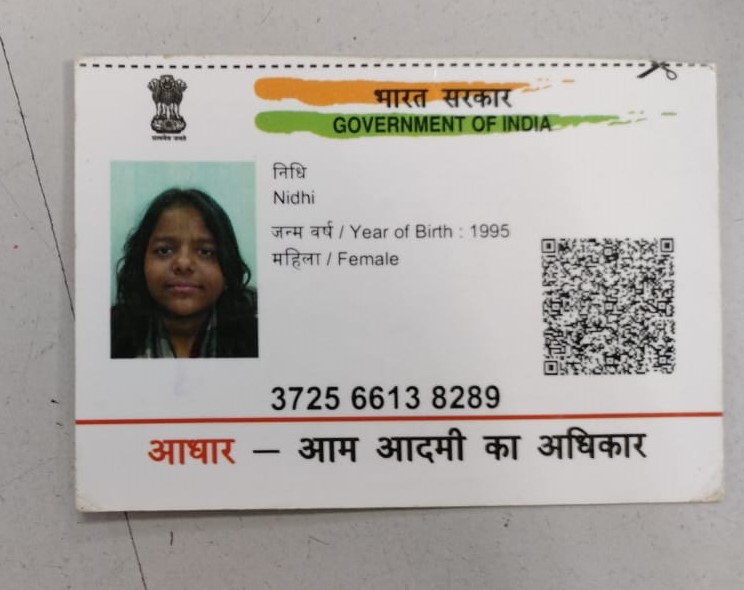 भारत सरकार
GOVERNMENT OF INDIA
सत्यमेव जयते
निधि
Nidhi
जन्म वर्ष / Year of Birth : 1995
महिला / Female
3725 6613 8289
आधार – आम आदमी का अधिकार